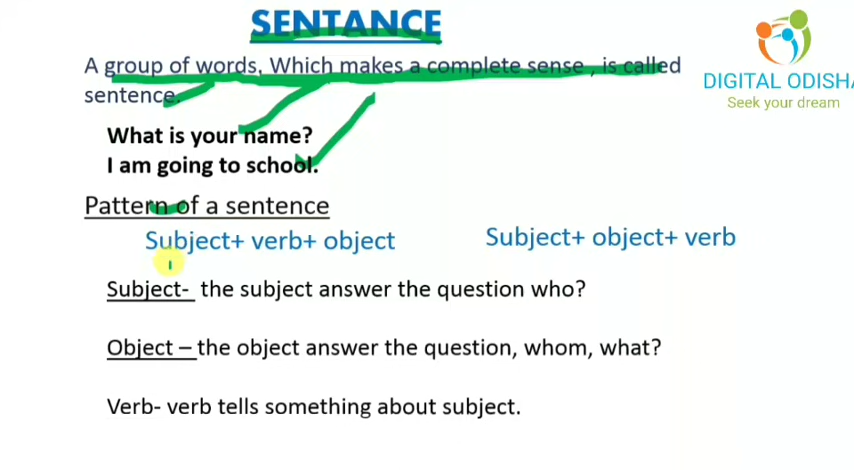 SENTANCE
A group of words, Which makes a complete sense , is called
sentence.
DIGITAL ODISHA
Seek your dream
What is your name?
I am going to school.
Pattern of a sentence
Subject+ verb+ object
Subject+ object+ verb
Subject- the subject answer the question who?
Object – the object answer the question, whom, what?
Verb- verb tells something about subject.